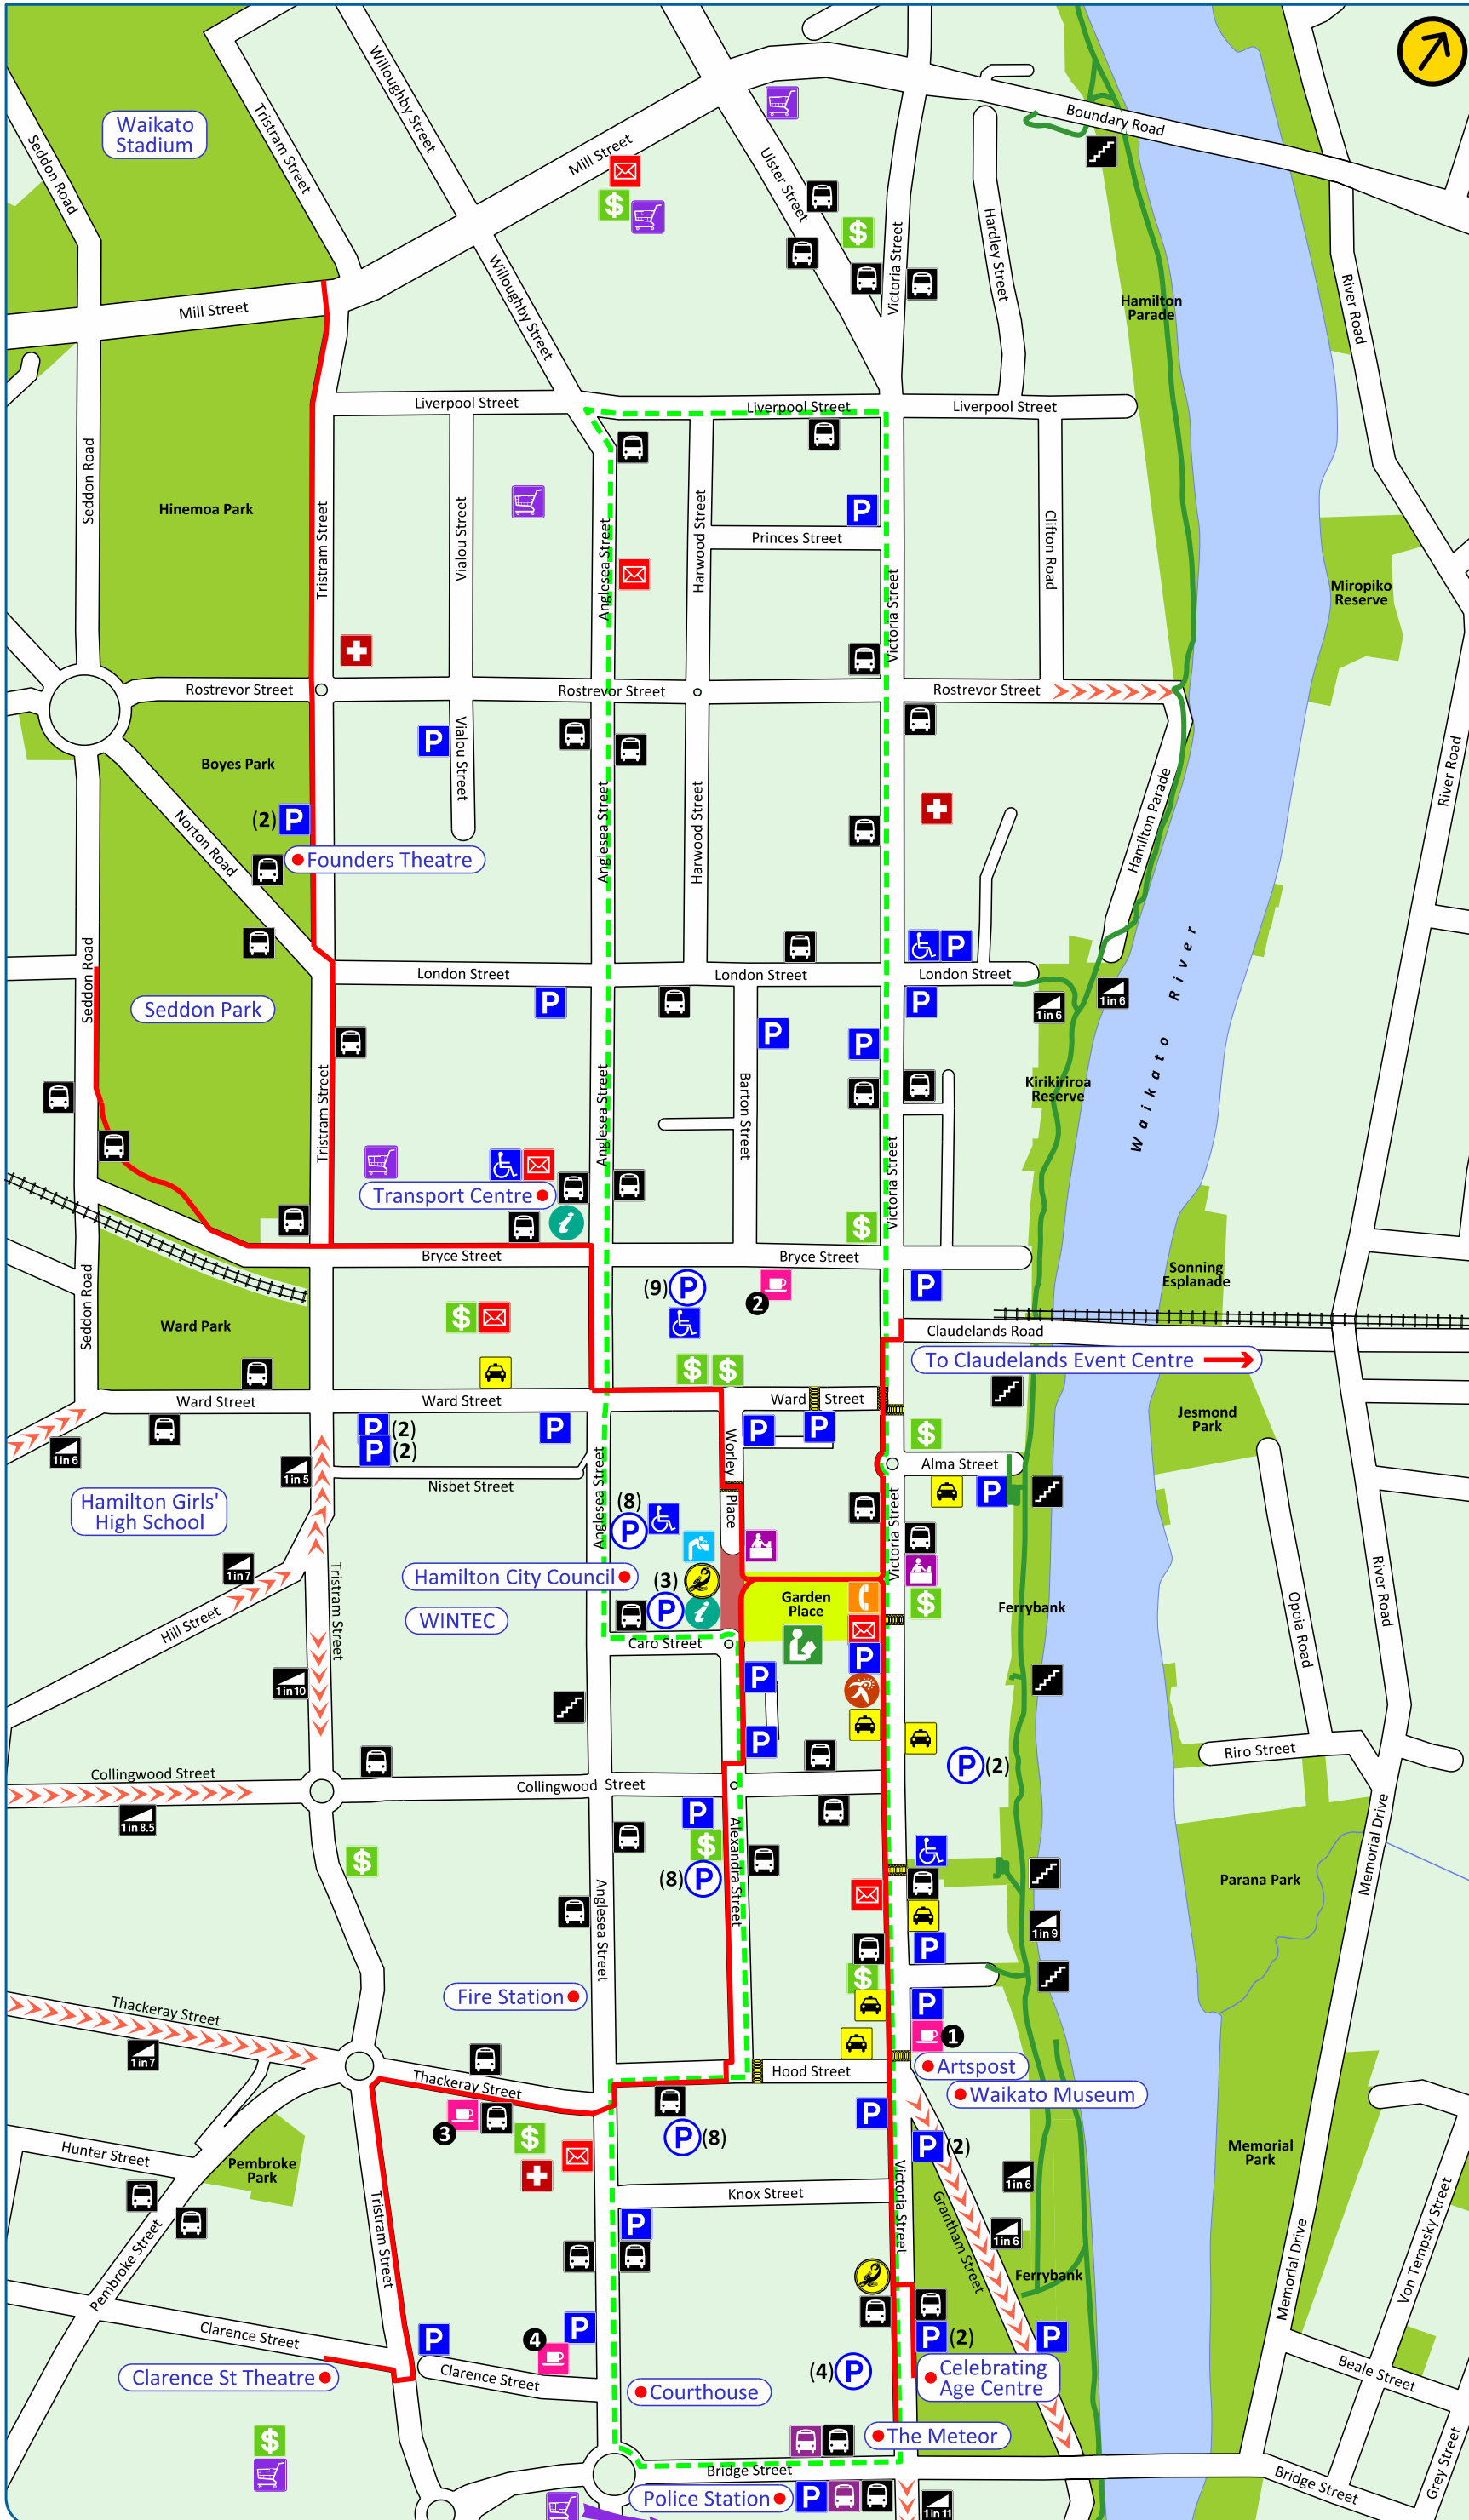 Waikato
Stadium
Seddon Road
Tristram Street
Willoughby Street
Mill Street
Ulster Street
Victoria Street
Hardley Street
Boundary Road
Hamilton
Parade
River Road
Mill Street
Willoughby Street
Liverpool Street
Liverpool Street
Liverpool Street
Seddon Road
Hinemoa Park
Tristram Street
Vialou Street
Anglesea Street
Harwood Street
P
Princes Street
Victoria Street
Clifton Road
Miropiko
Reserve
Rostrevor Street
Rostrevor Street
Rostrevor Street
Boyes Park
P
Vialou Street
Anglesea Street
Harwood Street
Hamilton Parade
River Road
(2) P
Norton Road
Founders Theatre
Seddon Road
London Street
London Street
London Street
P
Seddon Park
P
P
P
P
1 in 6
1 in 6
Waikato River
Kirikiriroa
Reserve
Tristram Street
Anglesea Street
Barton Street
Victoria Street
Transport Centre
i
Bryce Street
Bryce Street
Seddon Road
Ward Park
(9) P
2
P
Sonning
Esplanade
Claudelands Road
To Claudelands Event Centre
Ward Street
Ward Street
Ward Street
Jesmond
Park
1 in 6
P (2)
P (2)
P
P
P
Worley
Place
Alma Street
1 in 5
Nisbet Street
Anglesea Street
P
Hamilton Girls'
High School
(8)
P
Victoria Street
1 in 7
Hamilton City Council
(3)
P
i
Garden
Place
Ferrybank
Opoia Road
River Road
Hill Street
Tristram Street
WINTEC
Caro Street
P
P
1 in 10
P
P (2)
Riro Street
Collingwood Street
Collingwood Street
1 in 8.5
P
(8) P
Alexandra Street
Anglesea Street
Memorial Drive
Parana Park
1 in 9
P
Fire Station
Thackeray Street
1 in 7
P
1
Artspost
Hood Street
Thackeray Street
Waikato Museum
3
P (8)
P
P (2)
Hunter Street
Pembroke
Park
Memorial
Park
1 in 6
Knox Street
Victoria Street
Grantham Street
1 in 6
Pembroke Street
Tristram Street
P
Ferrybank
Von Tempsky Street
Memorial Drive
Clarence Street
P
4
P
P (2)
P
Clarence St Theatre
Clarence Street
(4) P
Celebrating
Age Centre
Beale Street
Courthouse
The Meteor
Bridge Street
Bridge Street
Grey Street
Police Station
P
1 in 11